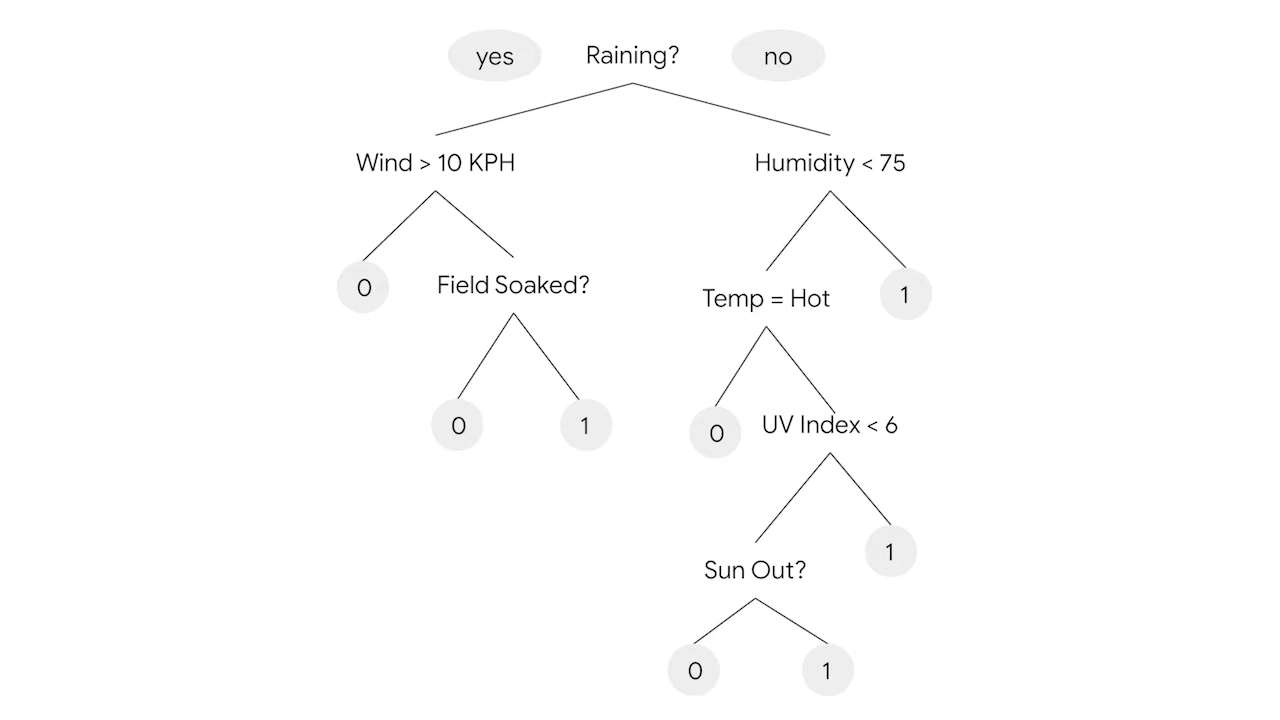 yes
Raining?
no
Wind > 10 KPH
Humidity < 75
0
Field Soaked?
Temp = Hot
1
0
1
0
UV Index < 6
Sun Out?
1
0
1